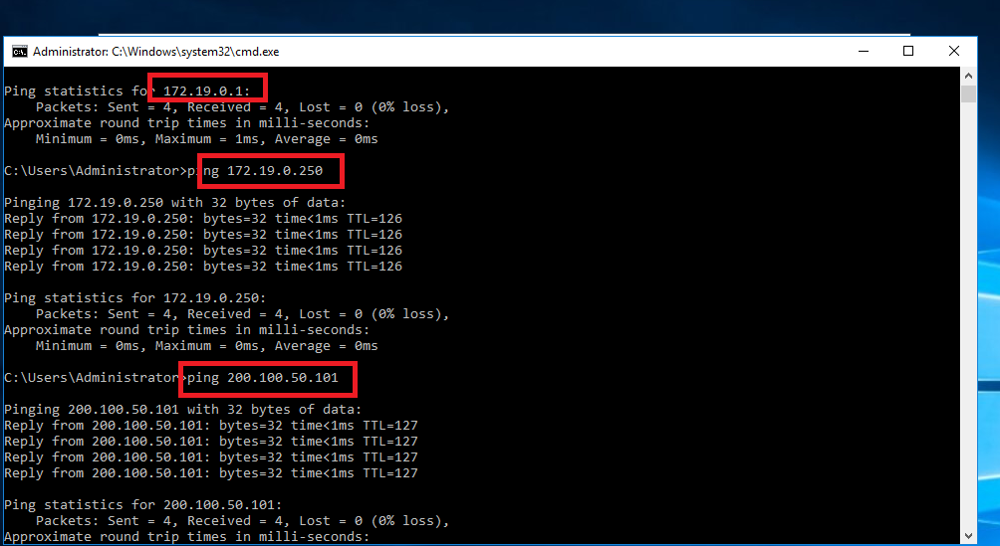 Administrator: C:\Windows\system32\cmd.exe
Ping statistics for 172.19.0.1:
    Packets: Sent = 4, Received = 4, Lost = 0 (0% loss),
Approximate round trip times in milli-seconds:
    Minimum = 0ms, Maximum = 1ms, Average = 0ms
C:\Users\Administrator>ping 172.19.0.250
Pinging 172.19.0.250 with 32 bytes of data:
Reply from 172.19.0.250: bytes=32 time<1ms TTL=126
Reply from 172.19.0.250: bytes=32 time<1ms TTL=126
Reply from 172.19.0.250: bytes=32 time<1ms TTL=126
Reply from 172.19.0.250: bytes=32 time<1ms TTL=126
Ping statistics for 172.19.0.250:
    Packets: Sent = 4, Received = 4, Lost = 0 (0% loss),
Approximate round trip times in milli-seconds:
    Minimum = 0ms, Maximum = 0ms, Average = 0ms
C:\Users\Administrator>ping 200.100.50.101
Pinging 200.100.50.101 with 32 bytes of data:
Reply from 200.100.50.101: bytes=32 time<1ms TTL=127
Reply from 200.100.50.101: bytes=32 time<1ms TTL=127
Reply from 200.100.50.101: bytes=32 time<1ms TTL=127
Reply from 200.100.50.101: bytes=32 time<1ms TTL=127
Ping statistics for 200.100.50.101:
    Packets: Sent = 4, Received = 4, Lost = 0 (0% loss),
Approximate round trip times in milli-seconds: